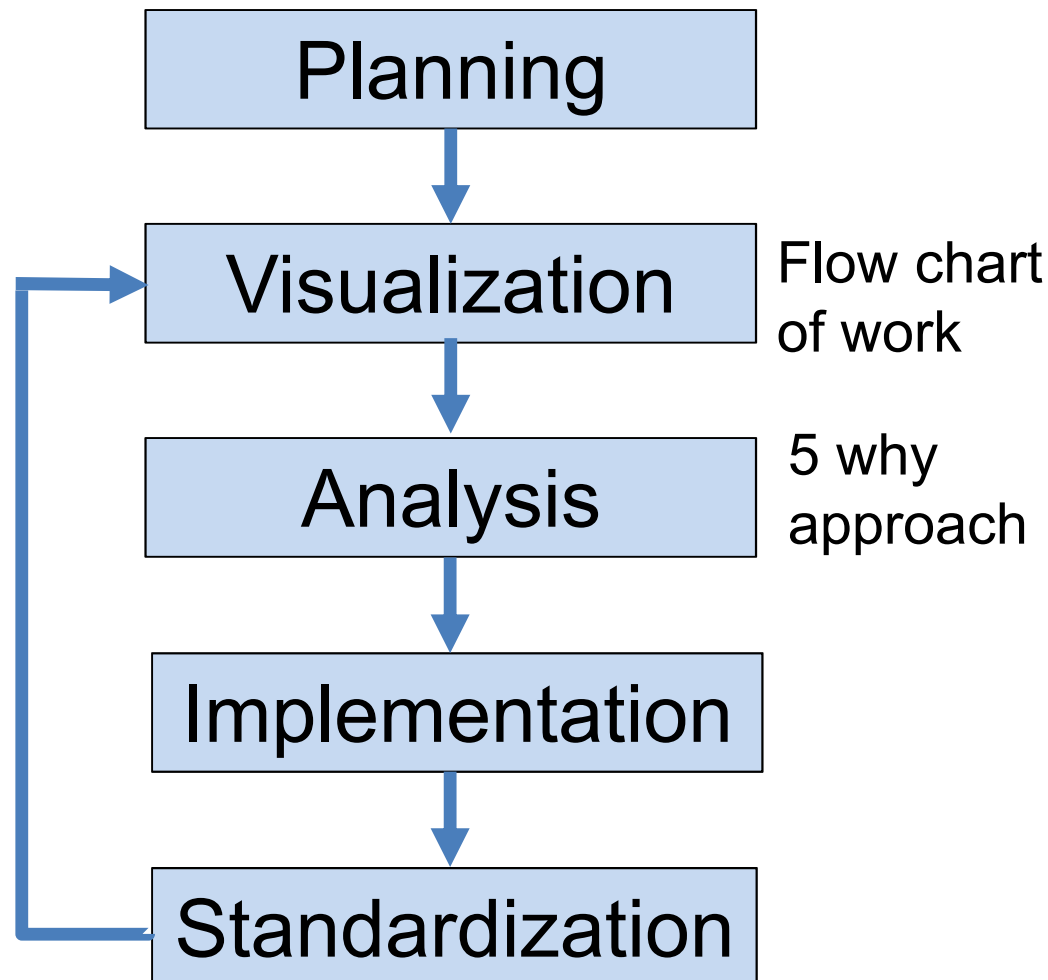 Planning
Visualization
Flow chart
of work
Analysis
5 why
approach
Implementation
Standardization